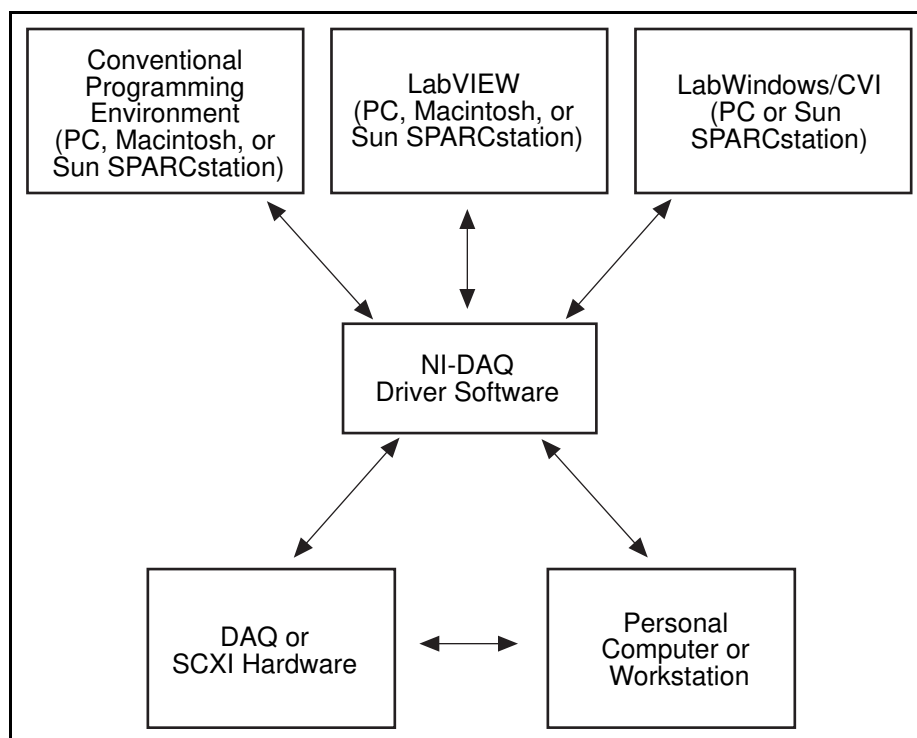 Conventional
Programming
Environment
(PC, Macintosh, or
Sun SPARCstation)
LabVIEW
(PC, Macintosh, or
Sun SPARCstation)
LabWindows/CVI
(PC or Sun
SPARCstation)
NI-DAQ
Driver Software
DAQ or
SCXI Hardware
Personal
Computer or
Workstation